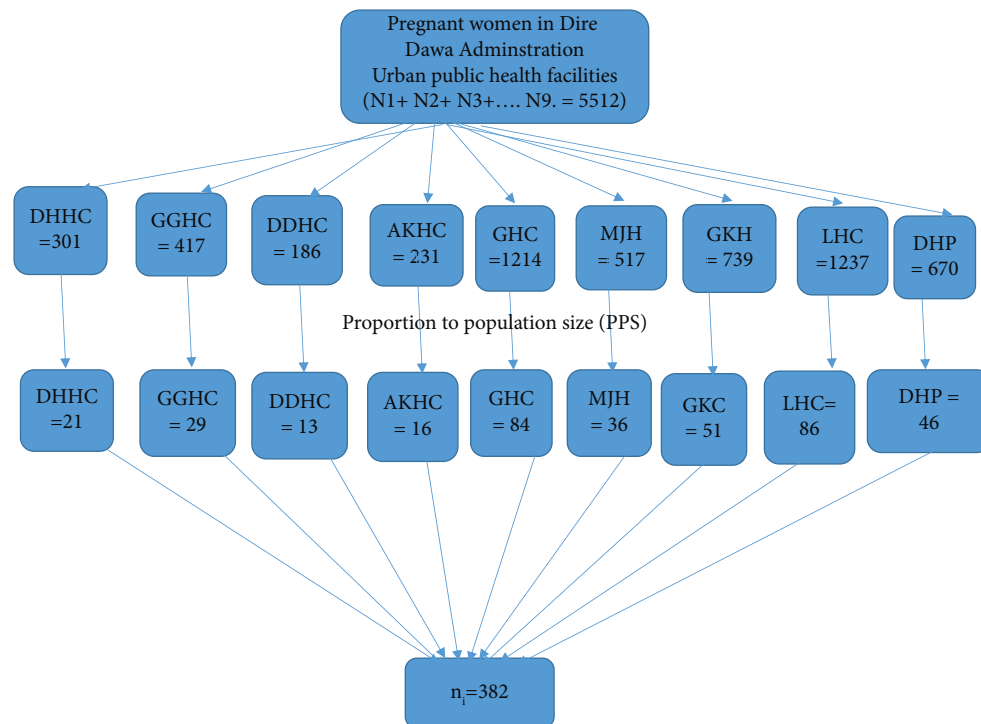 Pregnant women in Dire
Dawa Adminstration
Urban public health facilities
(N1+ N2+ N3+…. N9. = 5512)
DHHC
=301
GGHC
= 417
DDHC
= 186
AKHC
= 231
GHC
=1214
MJH
= 517
GKH
= 739
LHC
=1237
DHP
= 670
Proportion to population size (PPS)
DHHC
=21
GGHC
= 29
DDHC
= 13
AKHC
= 16
GHC
= 84
MJH
= 36
GKC
= 51
LHC=
86
DHP =
46
nᵢ=382